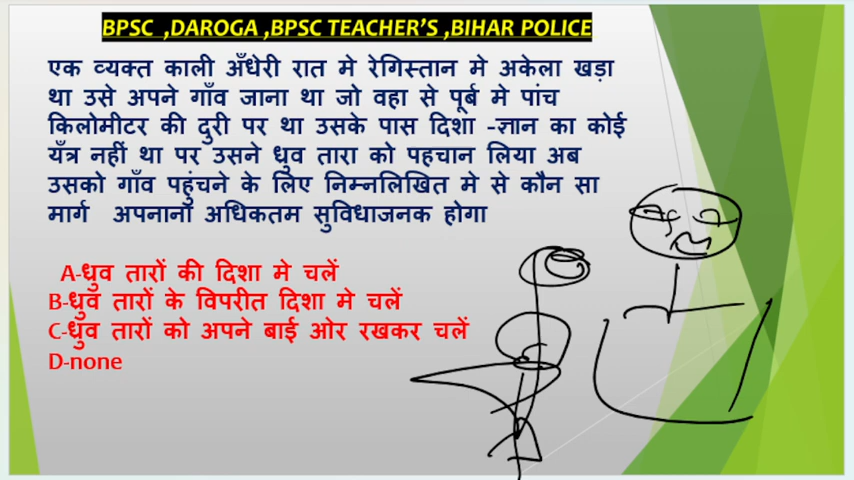 BPSC ,DAROGA ,BPSC TEACHER'S ,BIHAR POLICE
एक व्यक्त काली अँधेरी रात मे रेगिस्तान मे अकेला खड़ा
था उसे अपने गाँव जाना था जो वहा से पूर्ब मे पांच
किलोमीटर की दुरी पर था उसके पास दिशा -ज्ञान का कोई
यँत्र नहीं था पर उसने ध्रुव तारा को पहचान लिया अब
उसको गाँव पहुंचने के लिए निम्नलिखित मे से कौन सा
मार्ग अपनाना अधिकतम सुविधाजनक होगा
A-ध्रुव तारों की दिशा मे चलें
B-ध्रुव तारों के विपरीत दिशा मे चलें
C-ध्रुव तारों को अपने बाई ओर रखकर चलें
D-none